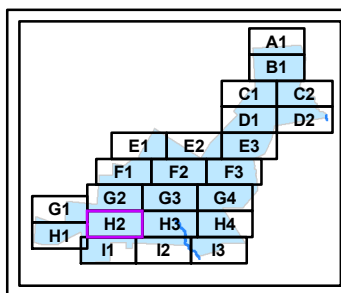 A1
B1
C1 C2
D1 D2
E1 E2 E3
F1 F2 F3
G1 G2 G3 G4
H1 H2 H3 H4
I1 I2 I3